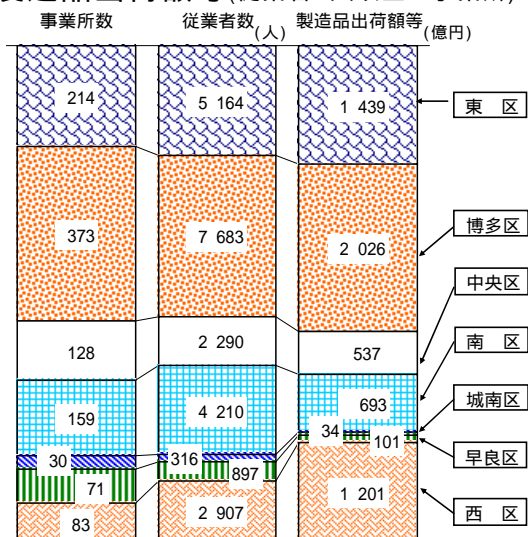 事業所数 従業者数(人) 製造品出荷額等(億円)
214 5 164 1 439 東 区
373 7 683 2 026 博多区
128 2 290 537 中央区
159 4 210 693 南 区
30 316 34 城南区
71 897 101 早良区
83 2 907 1 201 西 区